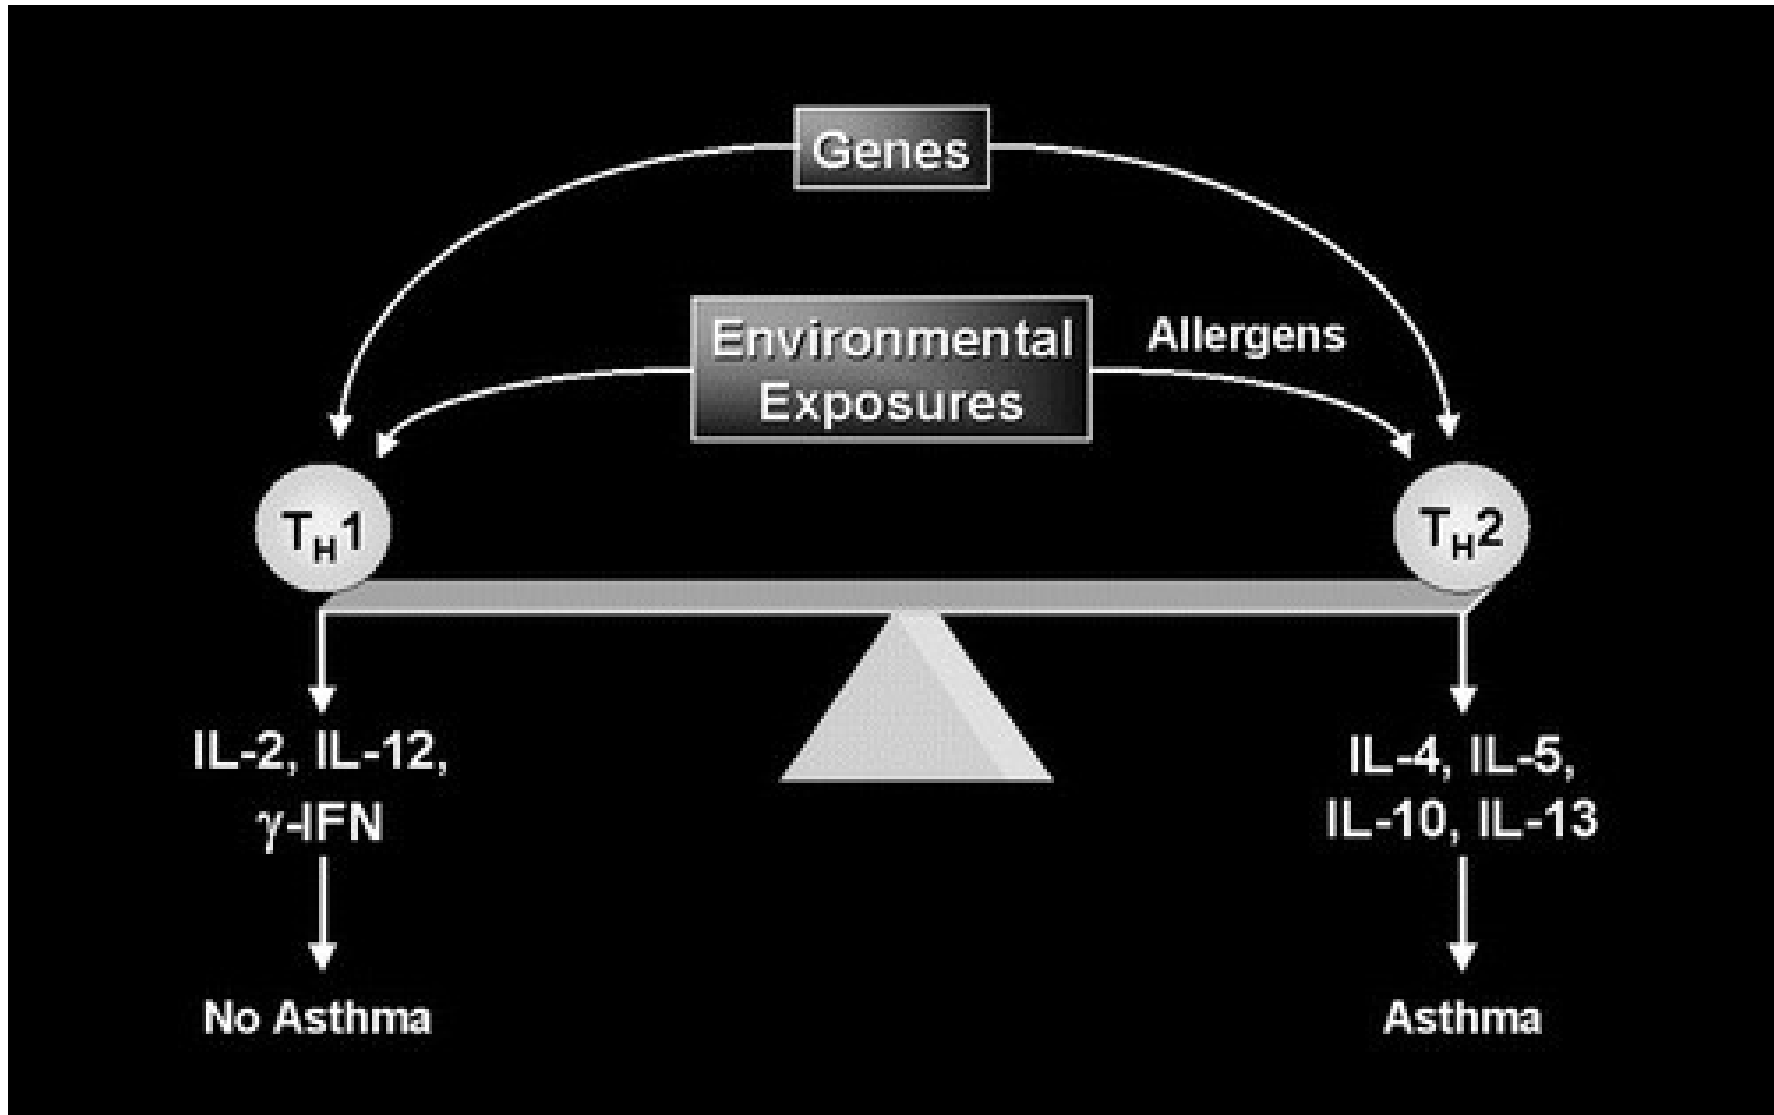 Genes
Environmental
Exposures
Allergens
TH1
TH2
IL-2, IL-12,
γ-IFN
IL-4, IL-5,
IL-10, IL-13
No Asthma
Asthma